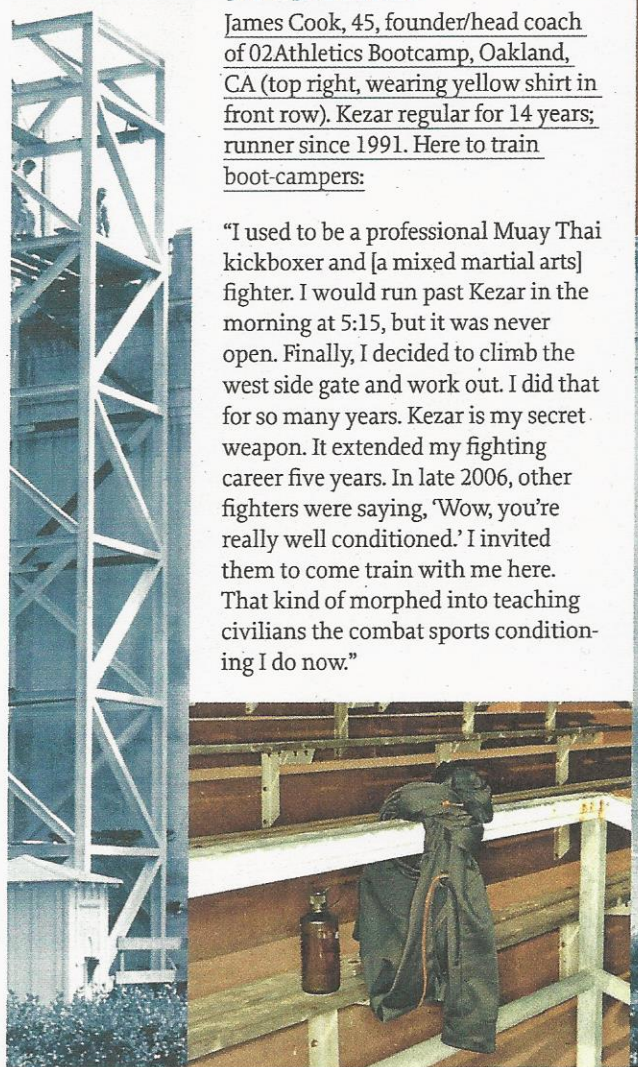 James Cook, 45, founder/head coach
of 02Athletics Bootcamp, Oakland,
CA (top right, wearing yellow shirt in
front row). Kezar regular for 14 years;
runner since 1991. Here to train
boot-campers:
“I used to be a professional Muay Thai
kickboxer and [a mixed martial arts]
fighter. I would run past Kezar in the
morning at 5:15, but it was never
open. Finally, I decided to climb the
west side gate and work out. I did that
for so many years. Kezar is my secret
weapon. It extended my fighting
career five years. In late 2006, other
fighters were saying, ‘Wow, you’re
really well conditioned.’ I invited
them to come train with me here.
That kind of morphed into teaching
civilians the combat sports condition-
ing I do now.”